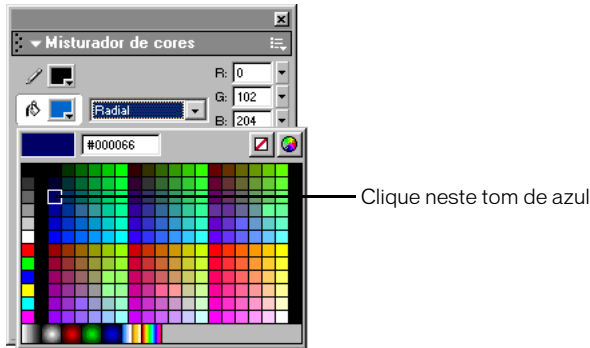 Misturador de cores
R: 0
G: 102
Radial
B: 204
#000066
Clique neste tom de azul